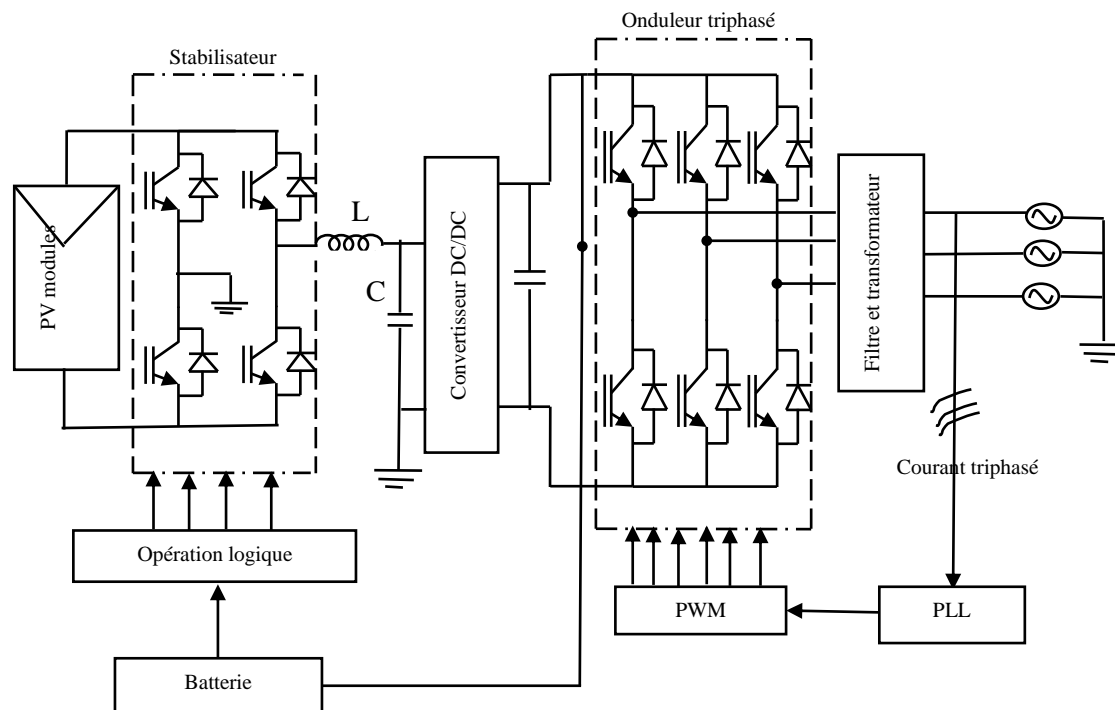 Onduleur triphasé
Stabilisateur
PV modules
L
C
Convertisseur DC/DC
Filtre et transformateur
Courant triphasé
Opération logique
PWM
PLL
Batterie